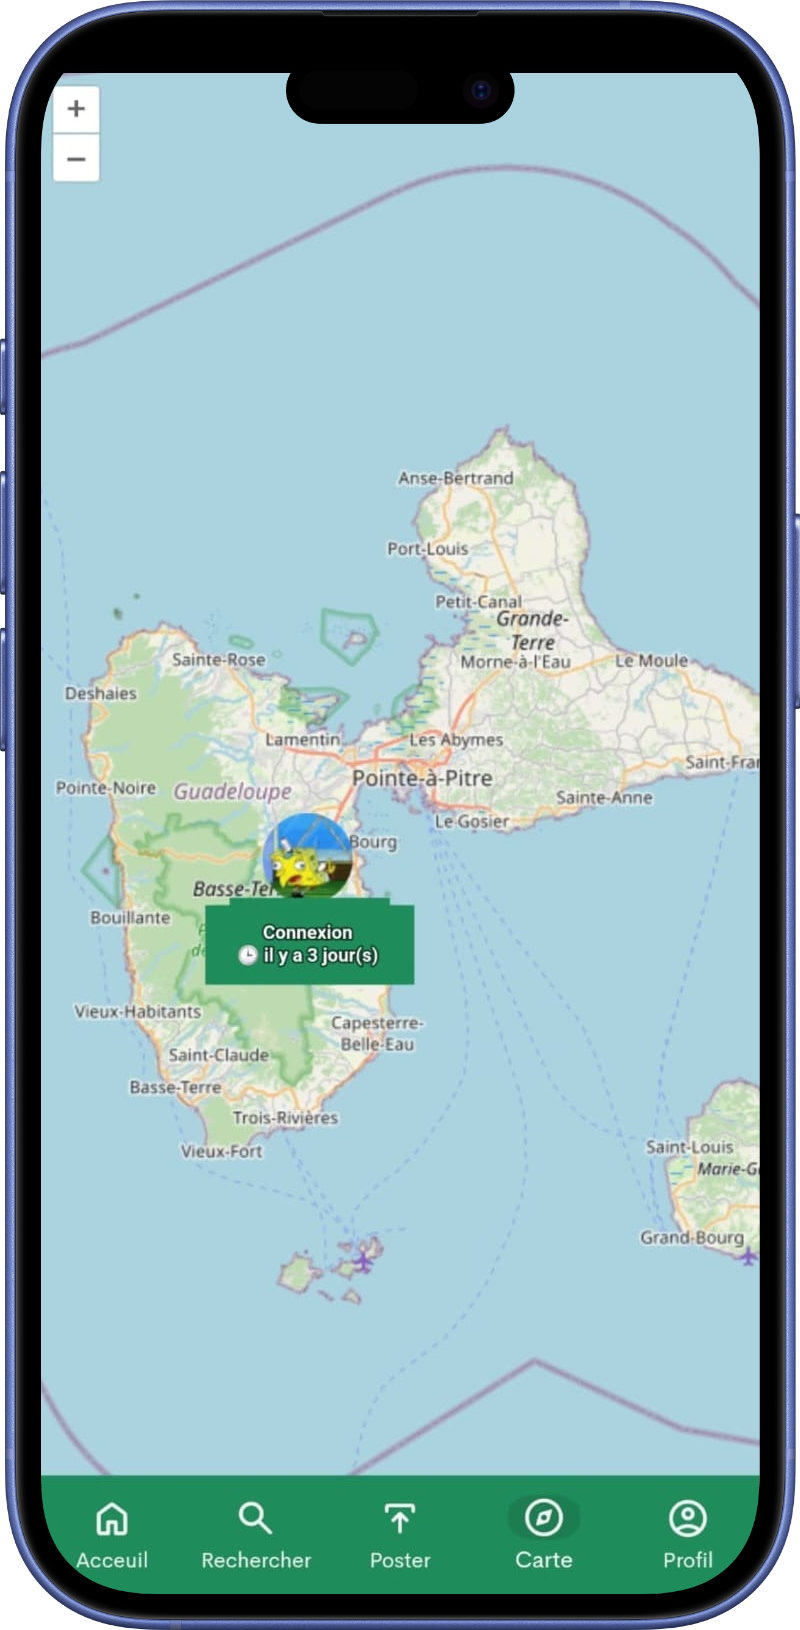 +
−
Anse-Bertrand
Port-Louis
Petit-Canal
Grande-
Terre
Sainte-Rose
Morne-à-l'Eau
Le Moule
Deshaies
Lamentin
Les Abymes
Saint-Fran
Pointe-à-Pitre
Pointe-Noire
Guadeloupe
Sainte-Anne
Le Gosier
Bourg
Basse-Ter
Bouillante
Connexion
🕒 il y a 3 jour(s)
Vieux-Habitants
Capesterre-
Belle-Eau
Saint-Claude
Basse-Terre
Trois-Rivières
Vieux-Fort
Saint-Louis
Marie-G
Grand-Bourg
Acceuil
Rechercher
Poster
Carte
Profil